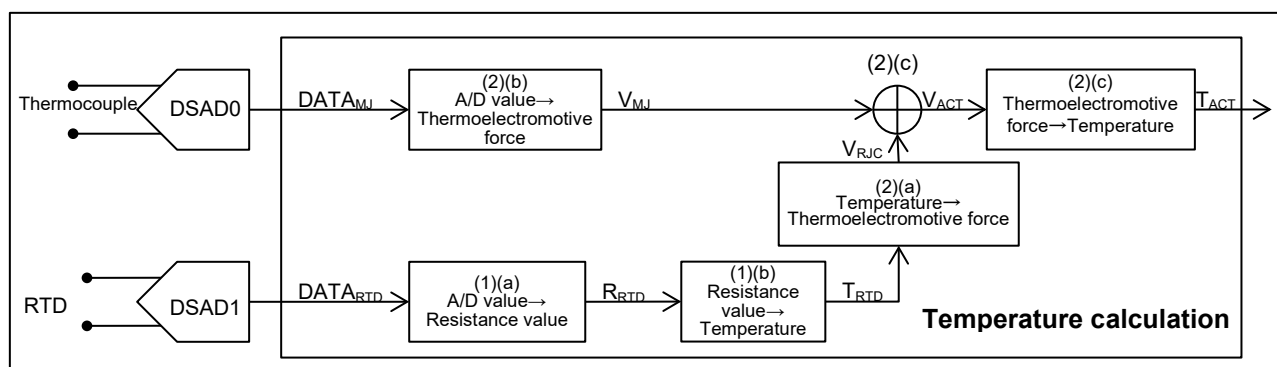 Thermocouple
DSAD0
DATAMJ
(2)(b)
A/D value→
Thermoelectromotive
force
VMJ
(2)(c)
VACT
(2)(c)
Thermoelectromotive
force→Temperature
TACT
VRJC
(2)(a)
Temperature→
Thermoelectromotive force
RTD
DSAD1
DATARTD
(1)(a)
A/D value→
Resistance value
RRTD
(1)(b)
Resistance
value→
Temperature
TRTD
Temperature calculation